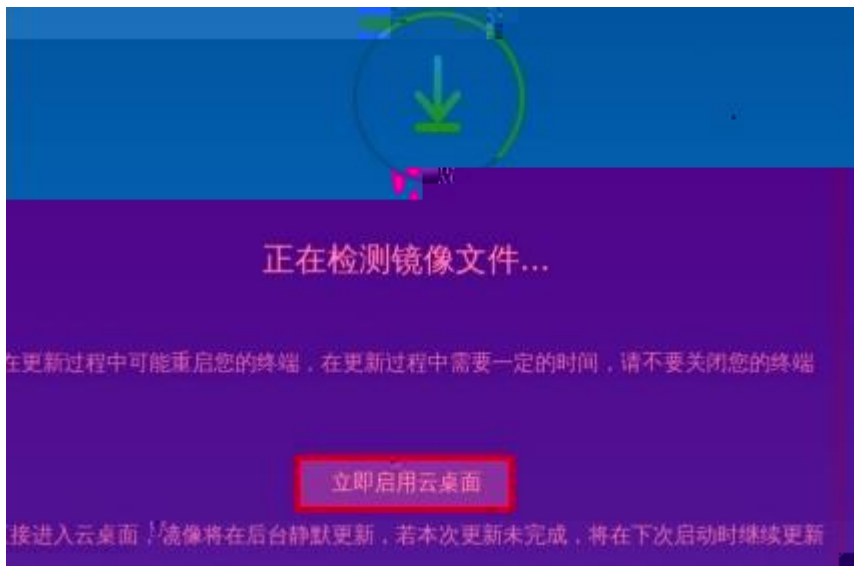 正在检测镜像文件...
在更新过程中可能重启您的终端，在更新过程中需要一定的时间，请不要关闭您的终端
立即启用云桌面
接进入云桌面，镜像将在后台静默更新，若本次更新未完成，将在下次启动时继续更新